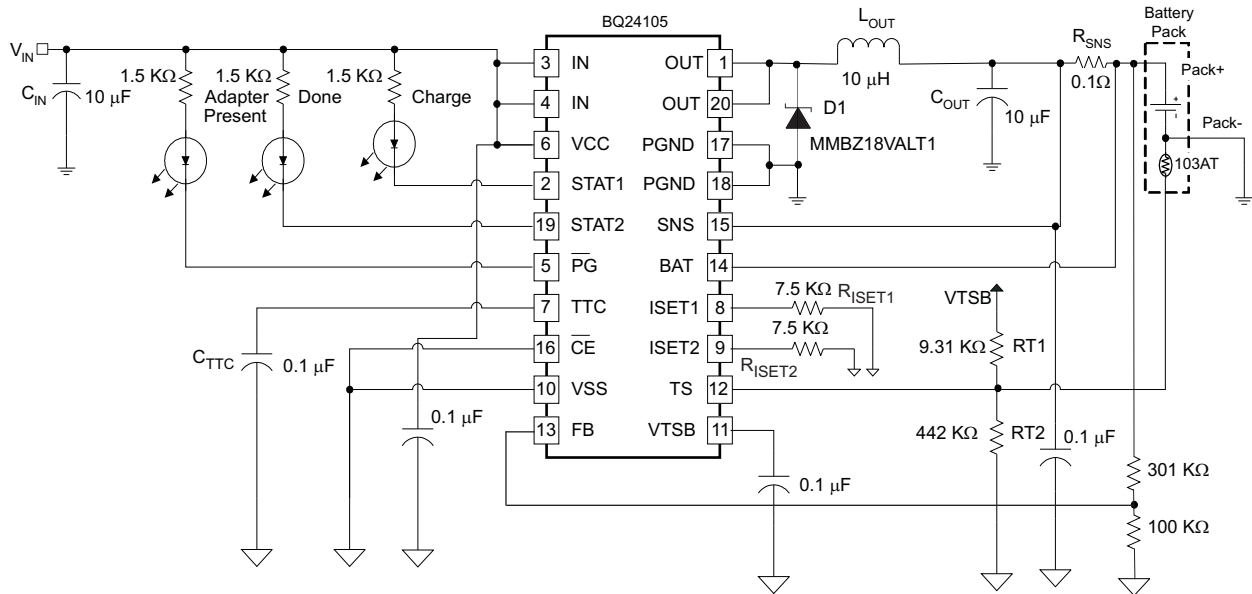 BQ24105
V_IN
C_IN
10 μF
1.5 KΩ
Adapter
Present
1.5 KΩ
Done
1.5 KΩ
Charge
3 IN
4 IN
6 VCC
2 STAT1
19 STAT2
5 P̅G̅
7 TTC
16 C̅E̅
10 VSS
13 FB
OUT 1
OUT 20
PGND 17
PGND 18
SNS 15
BAT 14
ISET1 8
ISET2 9
TS 12
VTSB 11
C_TTC
0.1 μF
0.1 μF
L_OUT
10 μH
D1
MMBZ18VALT1
C_OUT
10 μF
R_SNS
0.1Ω
Battery
Pack
Pack+
+
-
Pack-
103AT
7.5 KΩ
R_ISET1
7.5 KΩ
R_ISET2
VTSB
9.31 KΩ
RT1
442 KΩ
RT2
0.1 μF
0.1 μF
301 KΩ
100 KΩ